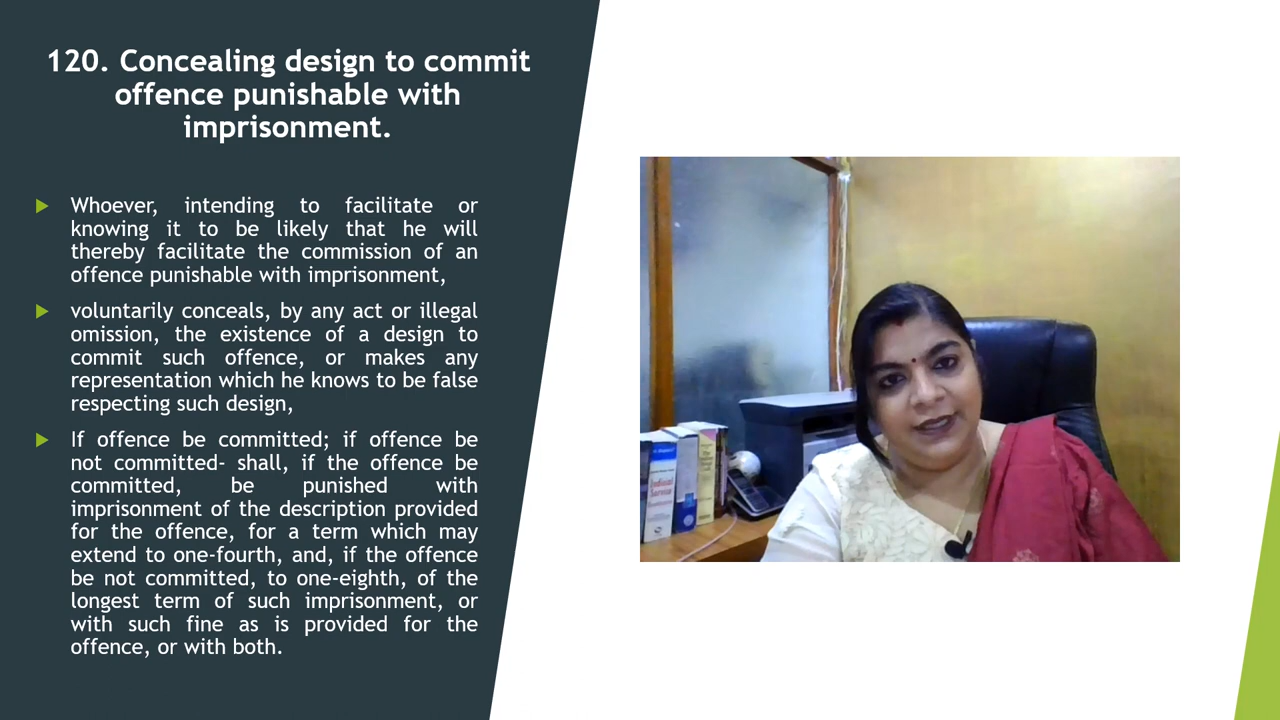 120. Concealing design to commit
offence punishable with
imprisonment.
Whoever, intending to facilitate or
knowing it to be likely that he will
thereby facilitate the commission of an
offence punishable with imprisonment,
voluntarily conceals, by any act or illegal
omission, the existence of a design to
commit such offence, or makes any
representation which he knows to be false
respecting such design,
If offence be committed; if offence be
not committed- shall, if the offence be
committed, be punished with
imprisonment of the description provided
for the offence, for a term which may
extend to one-fourth, and, if the offence
be not committed, to one-eighth, of the
longest term of such imprisonment, or
with such fine as is provided for the
offence, or with both.
Judicial
Service